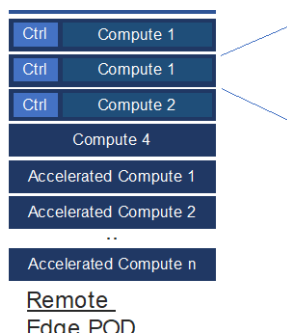 Ctrl Compute 1
Ctrl Compute 1
Ctrl Compute 2
Compute 4
Accelerated Compute 1
Accelerated Compute 2
..
Accelerated Compute n
Remote
Edge POD